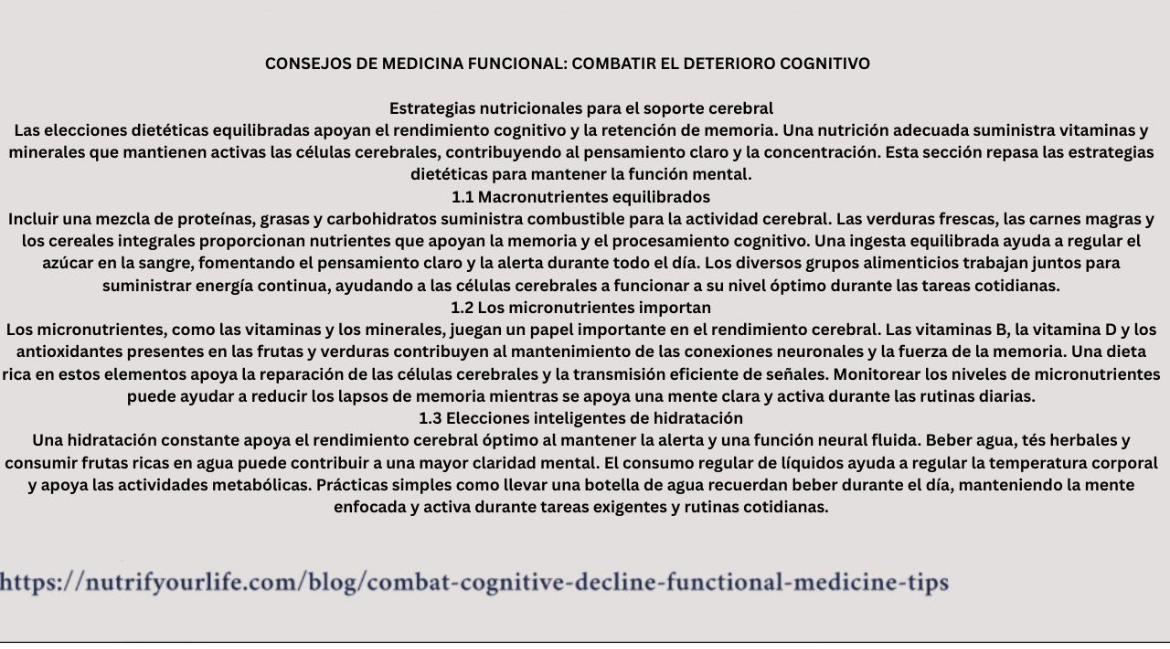 CONSEJOS DE MEDICINA FUNCIONAL: COMBATIR EL DETERIORO COGNITIVO
Estrategias nutricionales para el soporte cerebral
Las elecciones dietéticas equilibradas apoyan el rendimiento cognitivo y la retención de memoria. Una nutrición adecuada suministra vitaminas y
minerales que mantienen activas las células cerebrales, contribuyendo al pensamiento claro y la concentración. Esta sección repasa las estrategias
dietéticas para mantener la función mental.
1.1 Macronutrientes equilibrados
Incluir una mezcla de proteínas, grasas y carbohidratos suministra combustible para la actividad cerebral. Las verduras frescas, las carnes magras y
los cereales integrales proporcionan nutrientes que apoyan la memoria y el procesamiento cognitivo. Una ingesta equilibrada ayuda a regular el
azúcar en la sangre, fomentando el pensamiento claro y la alerta durante todo el día. Los diversos grupos alimenticios trabajan juntos para
suministrar energía continua, ayudando a las células cerebrales a funcionar a su nivel óptimo durante las tareas cotidianas.
1.2 Los micronutrientes importan
Los micronutrientes, como las vitaminas y los minerales, juegan un papel importante en el rendimiento cerebral. Las vitaminas B, la vitamina D y los
antioxidantes presentes en las frutas y verduras contribuyen al mantenimiento de las conexiones neuronales y la fuerza de la memoria. Una dieta
rica en estos elementos apoya la reparación de las células cerebrales y la transmisión eficiente de señales. Monitorear los niveles de micronutrientes
puede ayudar a reducir los lapsos de memoria mientras se apoya una mente clara y activa durante las rutinas diarias.
1.3 Elecciones inteligentes de hidratación
Una hidratación constante apoya el rendimiento cerebral óptimo al mantener la alerta y una función neural fluida. Beber agua, tés herbales y
consumir frutas ricas en agua puede contribuir a una mayor claridad mental. El consumo regular de líquidos ayuda a regular la temperatura corporal
y apoya las actividades metabólicas. Prácticas simples como llevar una botella de agua recuerdan beber durante el día, manteniendo la mente
enfocada y activa durante tareas exigentes y rutinas cotidianas.
https://nutrifyourlife.com/blog/combat-cognitive-decline-functional-medicine-tips